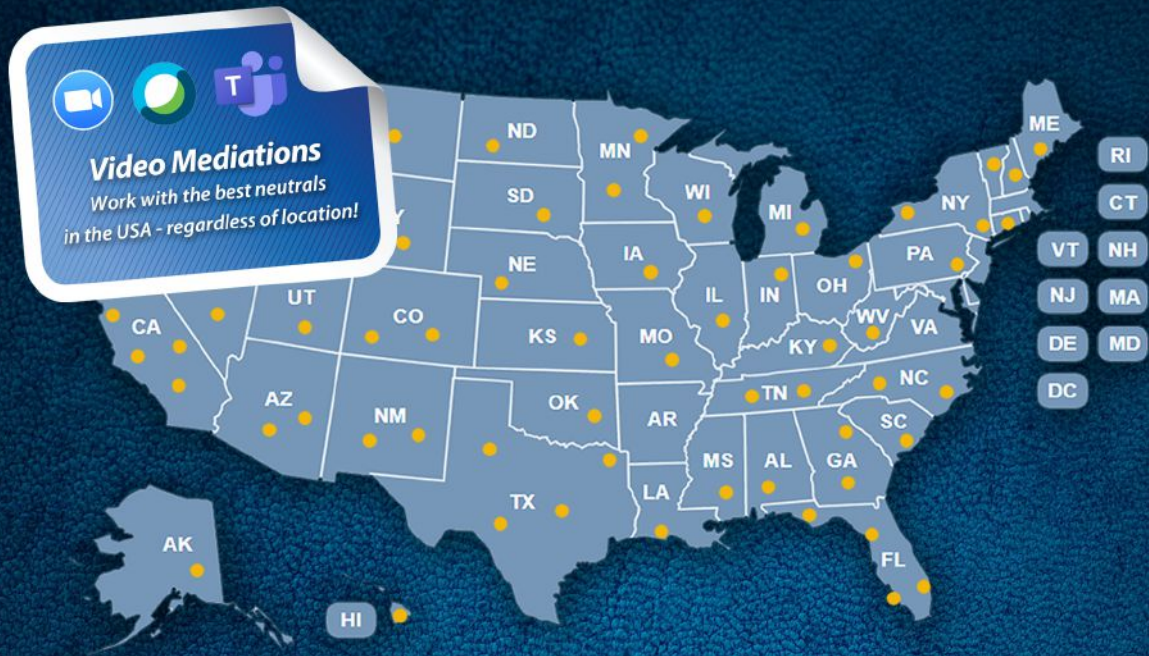 T
Video Mediations
Work with the best neutrals
in the USA - regardless of location!
ND
MN
ME
RI
SD
WI
MI
NY
CT
NE
IA
PA
VT
NH
UT
CO
IL
IN
OH
NJ
MA
CA
KS
MO
WV
VA
KY
DE
MD
AZ
NM
OK
AR
TN
NC
DC
SC
MS
AL
GA
TX
LA
AK
FL
HI